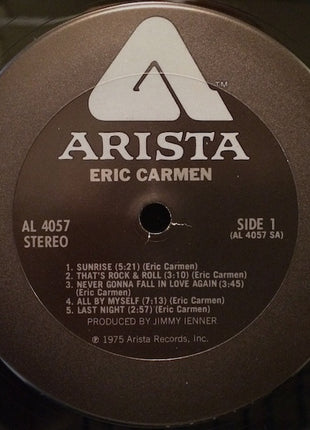 TM
ARISTA
ERIC CARMEN
AL 4057 SIDE 1
STEREO (AL 4057 SA)
1. SUNRISE (5:21) (Eric Carmen)
2. THAT'S ROCK & ROLL (3:10) (Eric Carmen)
3. NEVER GONNA FALL IN LOVE AGAIN (3:45)
(Eric Carmen)
4. ALL BY MYSELF (7:13) (Eric Carmen)
5. LAST NIGHT (2:57) (Eric Carmen)
PRODUCED BY JIMMY IENNER
℗ 1975 Arista Records, Inc.